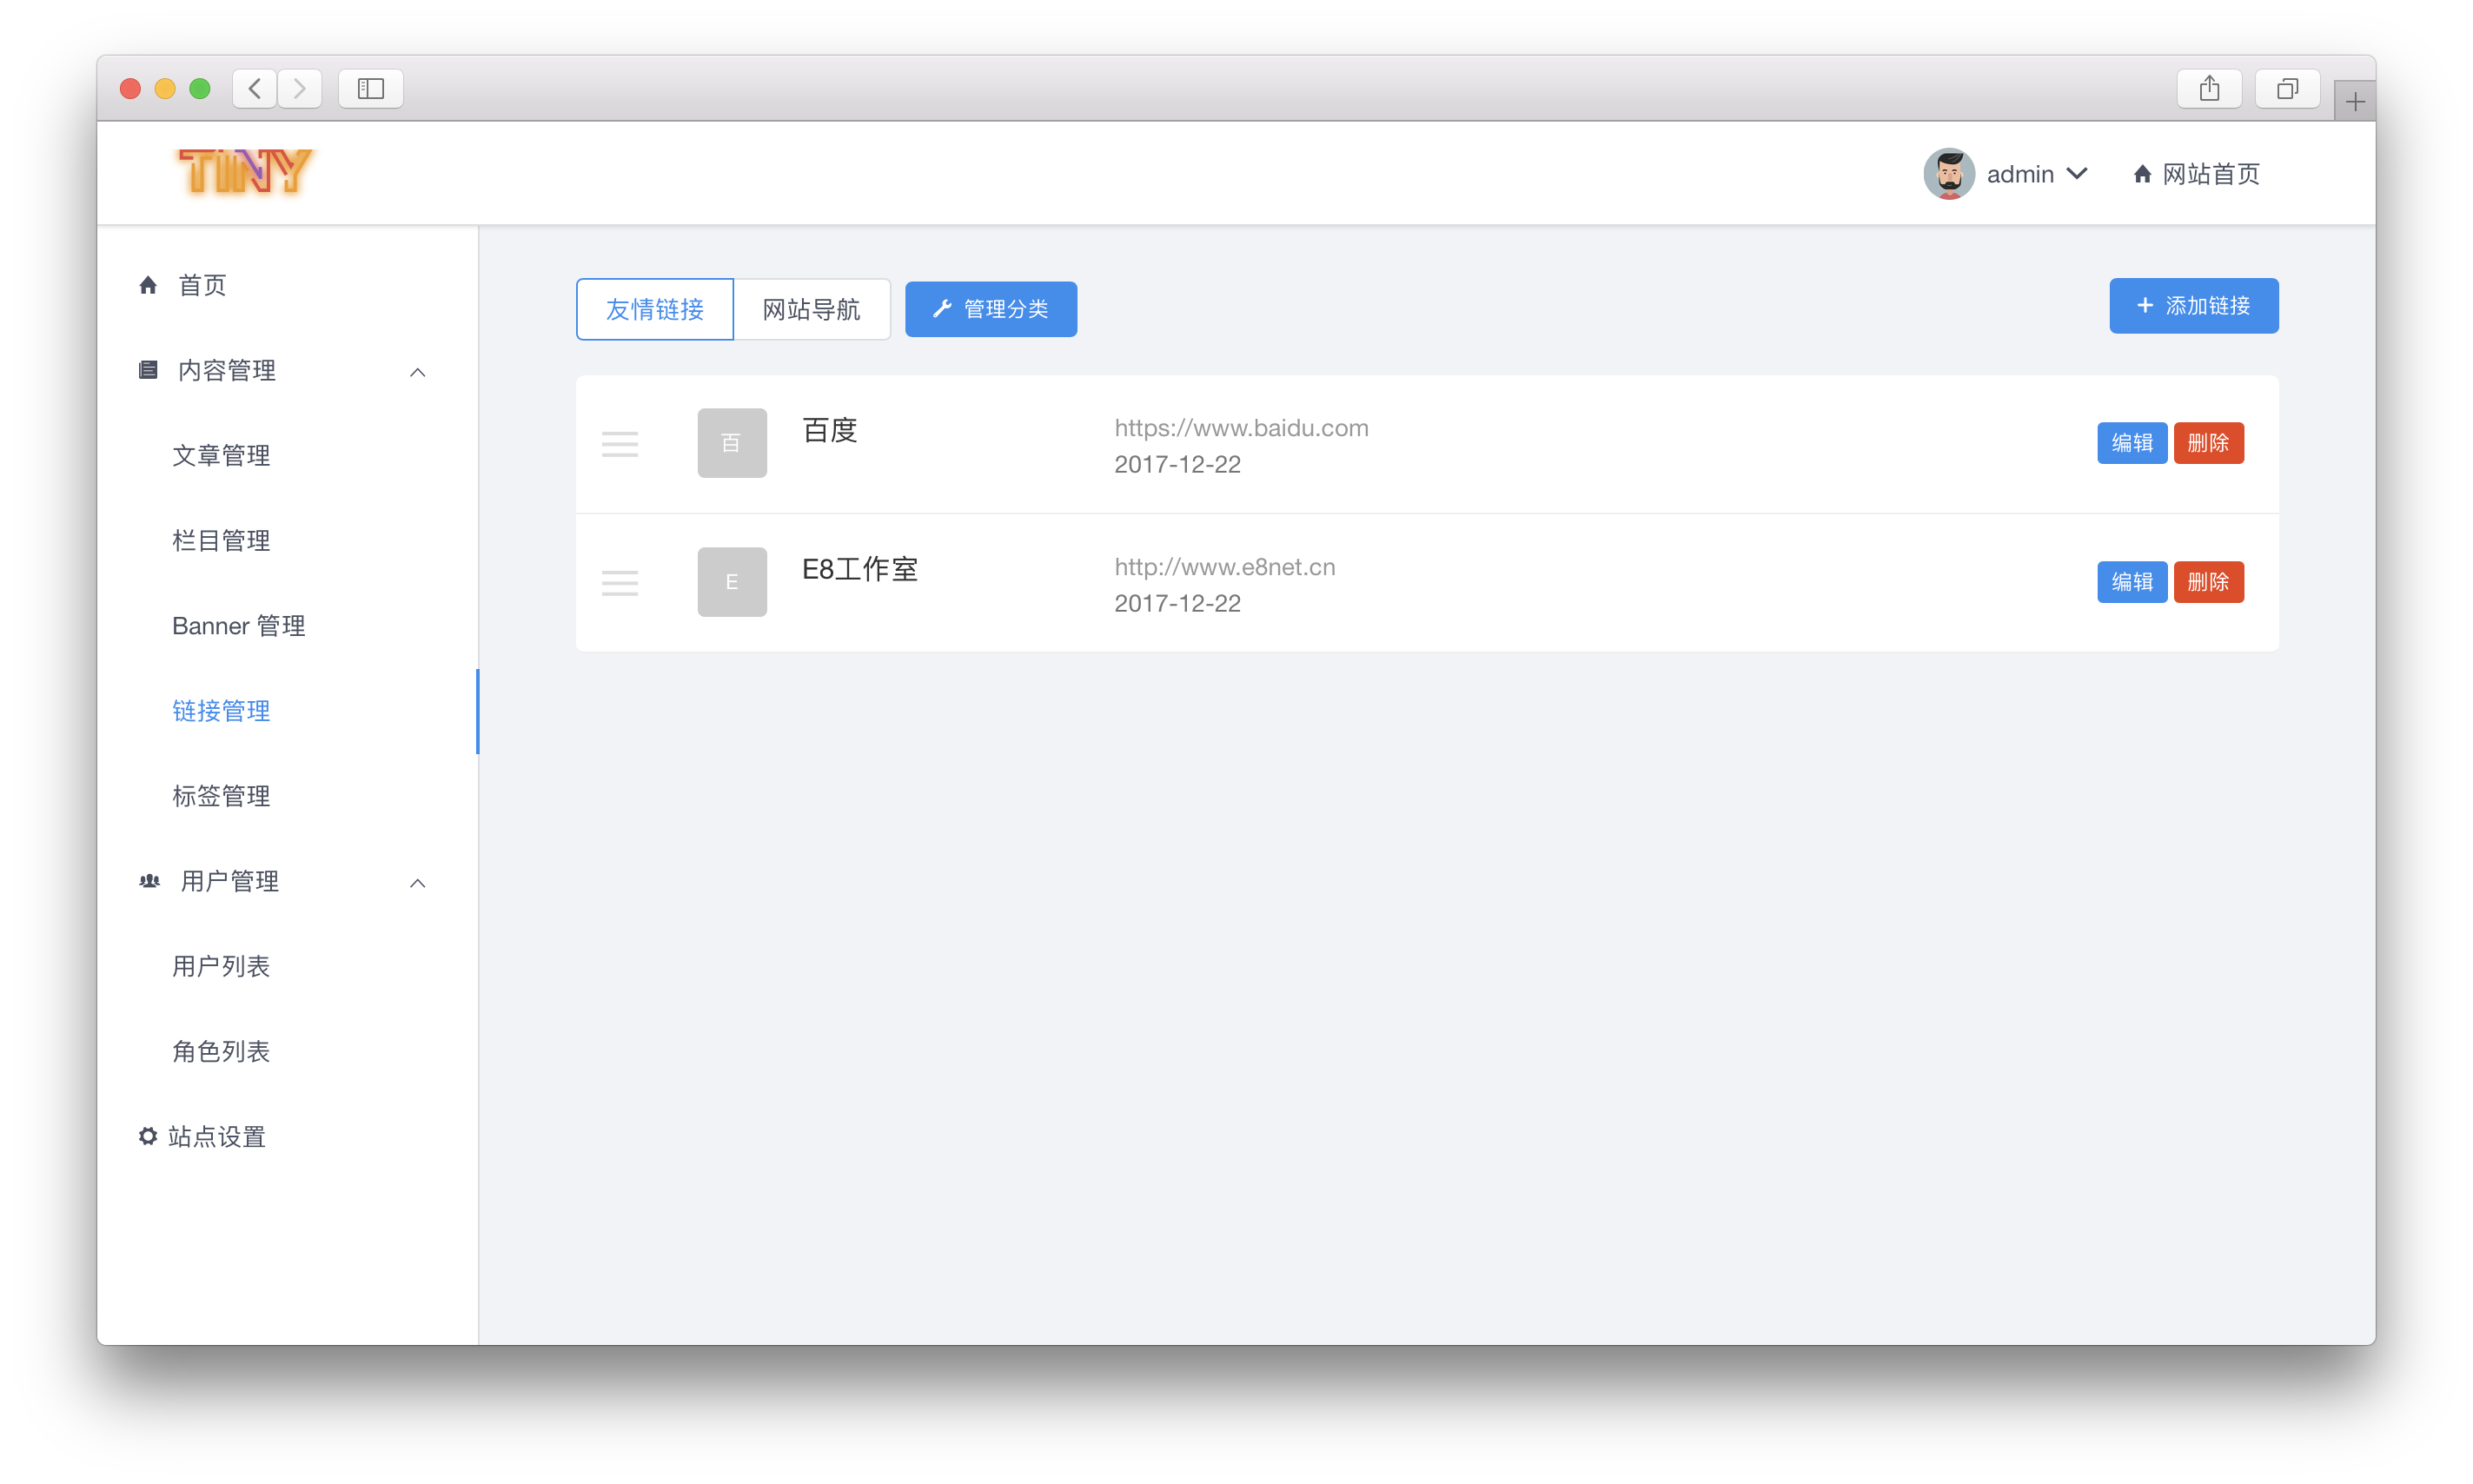 TINY
admin
网站首页
首页
内容管理
文章管理
栏目管理
Banner 管理
链接管理
标签管理
用户管理
用户列表
角色列表
站点设置
友情链接
网站导航
管理分类
添加链接
百
百度
https://www.baidu.com
2017-12-22
编辑
删除
E
E8工作室
http://www.e8net.cn
2017-12-22
编辑
删除